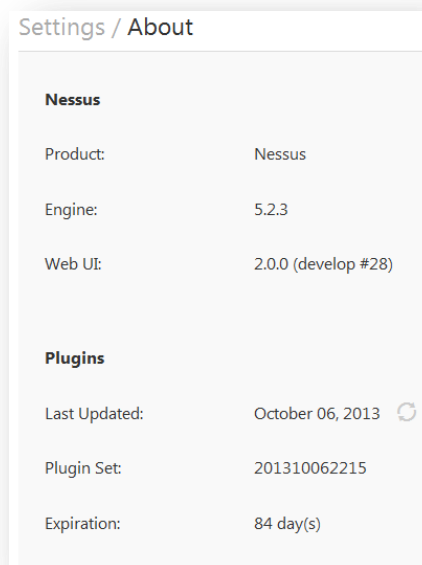 Settings / About
Nessus
Product: Nessus
Engine: 5.2.3
Web UI: 2.0.0 (develop #28)
Plugins
Last Updated: October 06, 2013
Plugin Set: 201310062215
Expiration: 84 day(s)